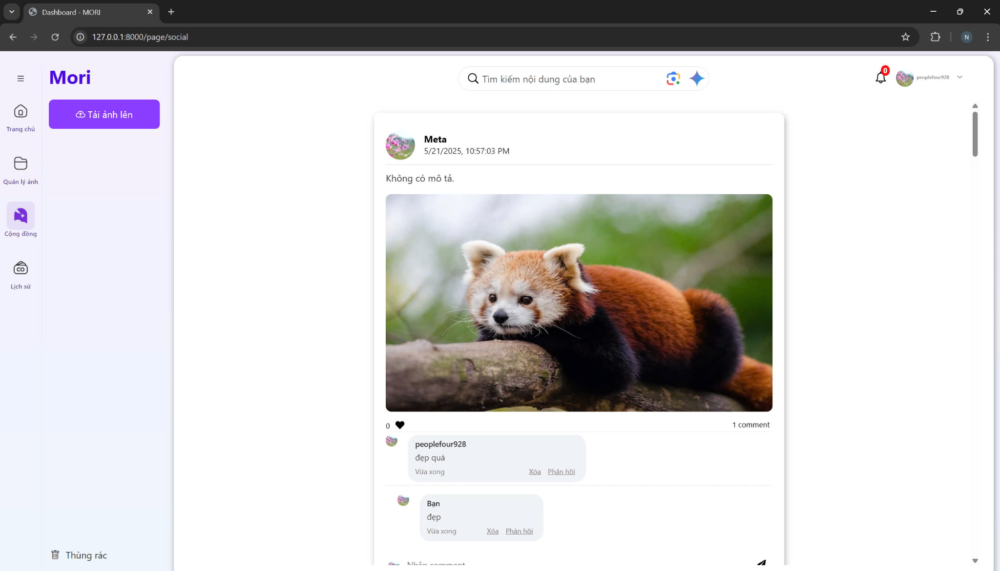 Dashboard - MORI
127.0.0.1:8000/page/social
N
Mori
Tải ảnh lên
Trang chủ
Quản lý ảnh
Cộng đồng
CO
Lịch sử
Thùng rác
Tìm kiếm nội dung của bạn
0
peoplefour928
Meta
5/21/2025, 10:57:03 PM
Không có mô tả.
0
1 comment
peoplefour928
đẹp quá
Vừa xong Xóa Phản hồi
Bạn
đẹp
Vừa xong Xóa Phản hồi
Nhập comment